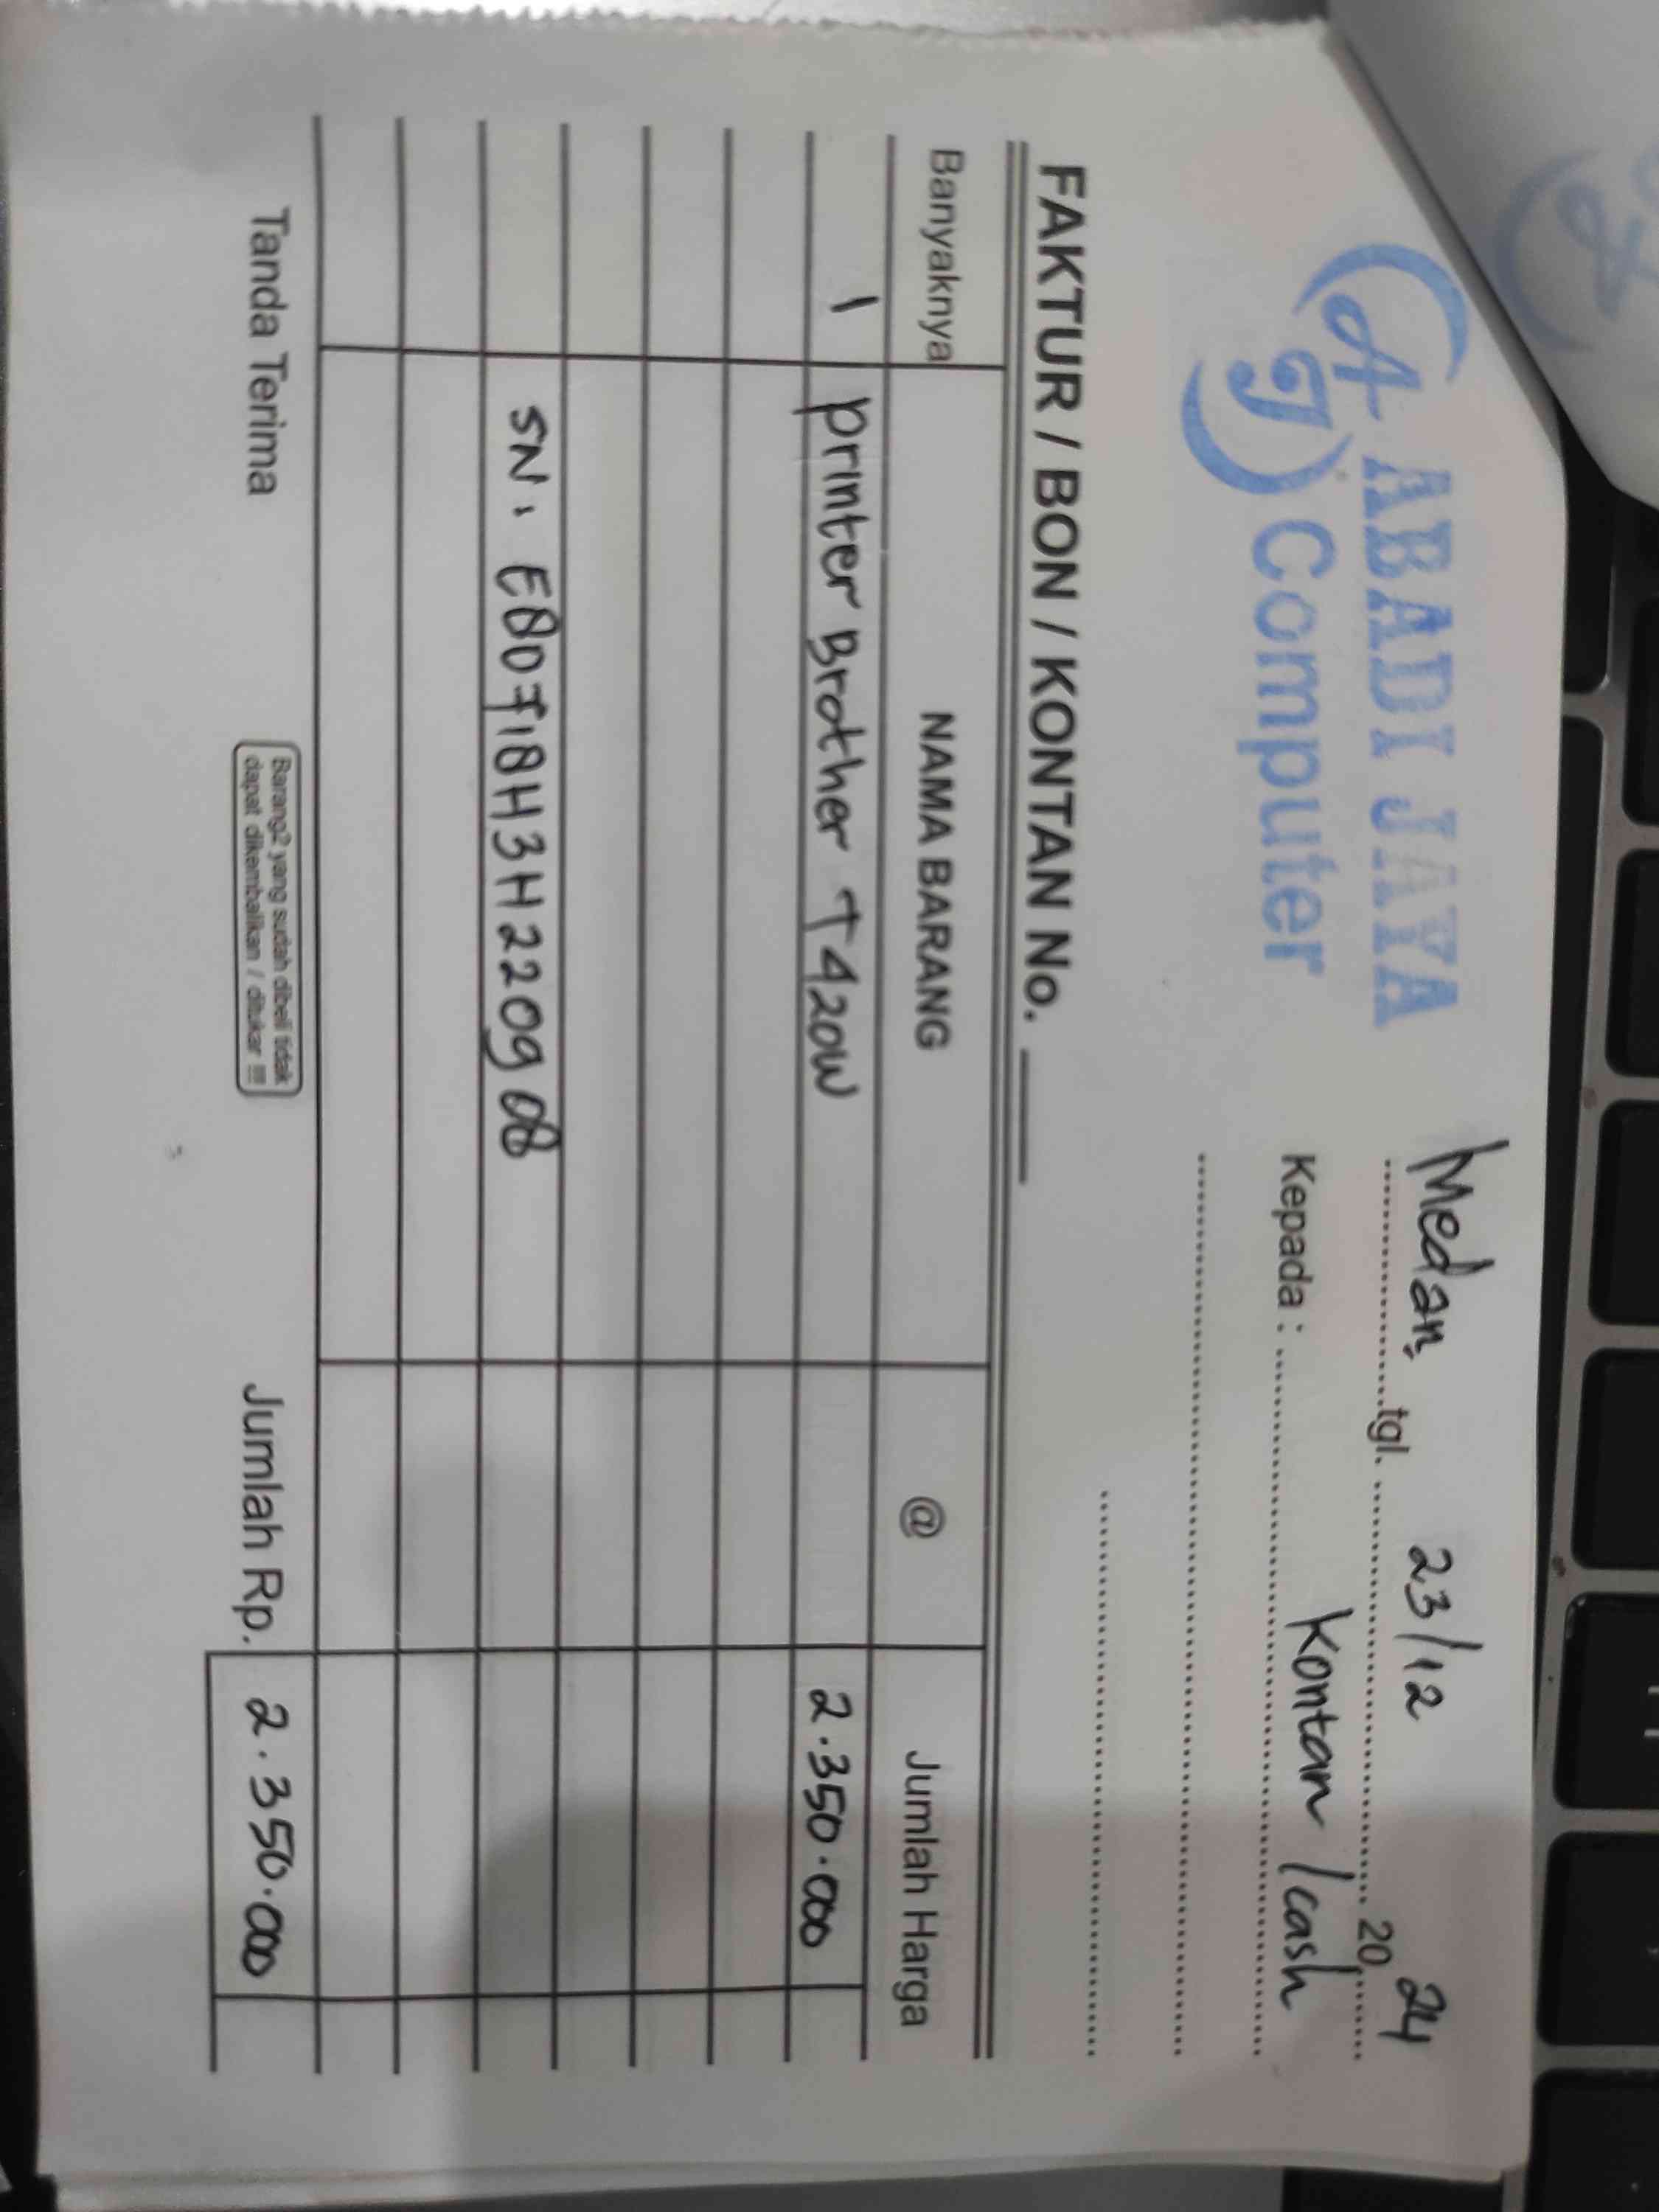 ABADI JAYA
AJ Computer
Medan, tgl. 23/12 2024
Kepada : Kontan / cash
FAKTUR / BON / KONTAN No.
Banyaknya NAMA BARANG @ Jumlah Harga
1 printer Brother T420W 2.350.000
SN: E80F18H3H220908
Tanda Terima
Barang2 yang sudah dibeli tidak
dapat dikembalikan / ditukar !!!
Jumlah Rp. 2.350.000